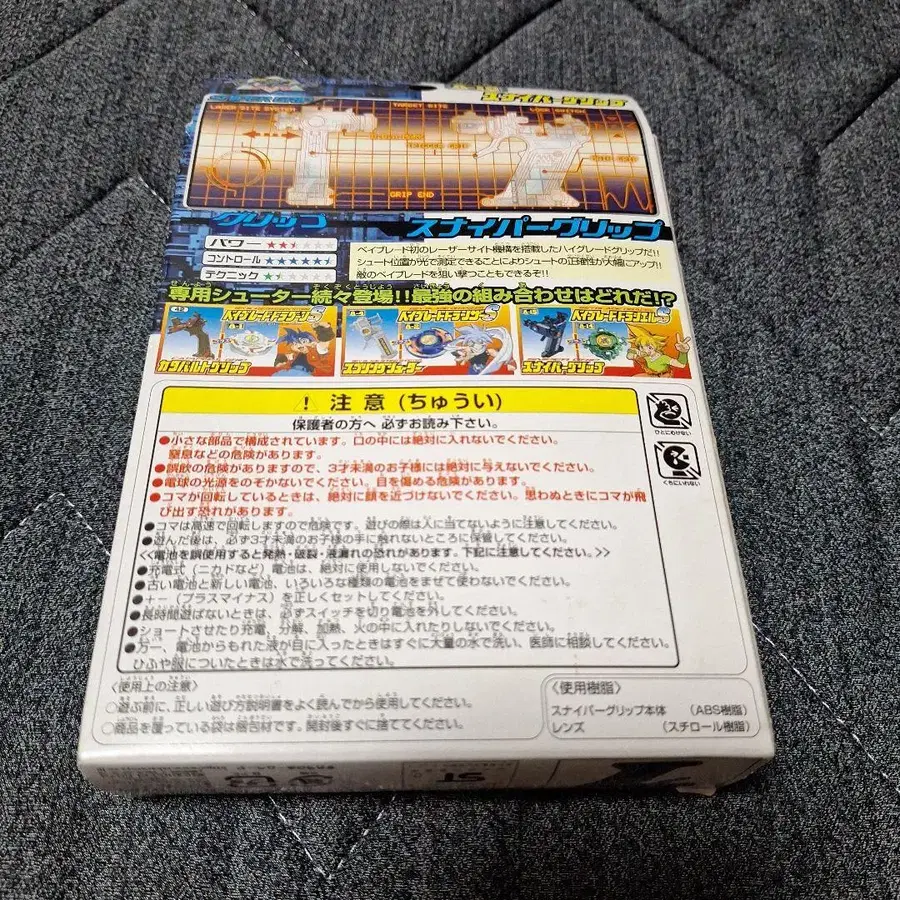 スナイパーグリップ
LASER SITE SYSTEM
TARGET SITE
LOCK SWITCH
TRIGGER GRIP
GRIP END
グリップ
スナイパーグリップ
パワー
コントロール
テクニック
ベイブレード初のレーザーサイト機構を搭載したハイグレードグリップだ!!
シュート位置が光で測定できることによりシュートの正確性が大幅にアップ!!
敵のベイブレードを狙い撃つこともできるぞ!!
専用シューター続々登場!!最強の組み合わせはどれだ!?
ベイブレードドラグーンS
カタパルトグリップ
ベイブレードドランザーS
スプリングシューター
ベイブレードドラシエルS
スナイパーグリップ
注意(ちゅうい)
保護者の方へ 必ずお読み下さい。
●小さな部品で構成されています。口の中には絶対に入れないでください。
窒息などの危険があります。
●誤飲の危険がありますので、3才未満のお子様には絶対に与えないでください。
●電球の光源をのぞかないでください。目を傷める危険があります。
●コマが回転しているときは、絶対に顔を近づけないでください。思わぬときにコマが飛
び出す恐れがあります。
●コマは高速で回転しますので危険です。遊びの際は人に当てないように注意してください。
●遊んだ後は、必ず3才未満のお子様の手に触れないところに保管してください。
<<電池を誤使用すると発熱・破裂・液漏れの恐れがあります。下記に注意してください。>>
●充電式(ニカドなど)電池は、絶対に使用しないでください。
●古い電池と新しい電池、いろいろな種類の電池をまぜて使わないでください。
●+-(プラスマイナス)を正しくセットしてください。
●長時間遊ばないときは、必ずスイッチを切り電池を外してください。
●ショートさせたり充電、分解、加熱、火の中に入れたりしないでください。
●万一、電池からもれた液が目に入ったときはすぐに大量の水で洗い、医師に相談してください。
ひふや服についたときは水で洗ってください。
ひとにむけない
くちにいれない
〈使用上の注意〉
○遊ぶ前に、正しい遊び方説明書をよく読んでから使用してください。
○商品を覆っている袋は梱包材です。開封後すぐに捨ててください。
〈使用樹脂〉
スナイパーグリップ本体 (ABS樹脂)
レンズ (スチロール樹脂)
ST